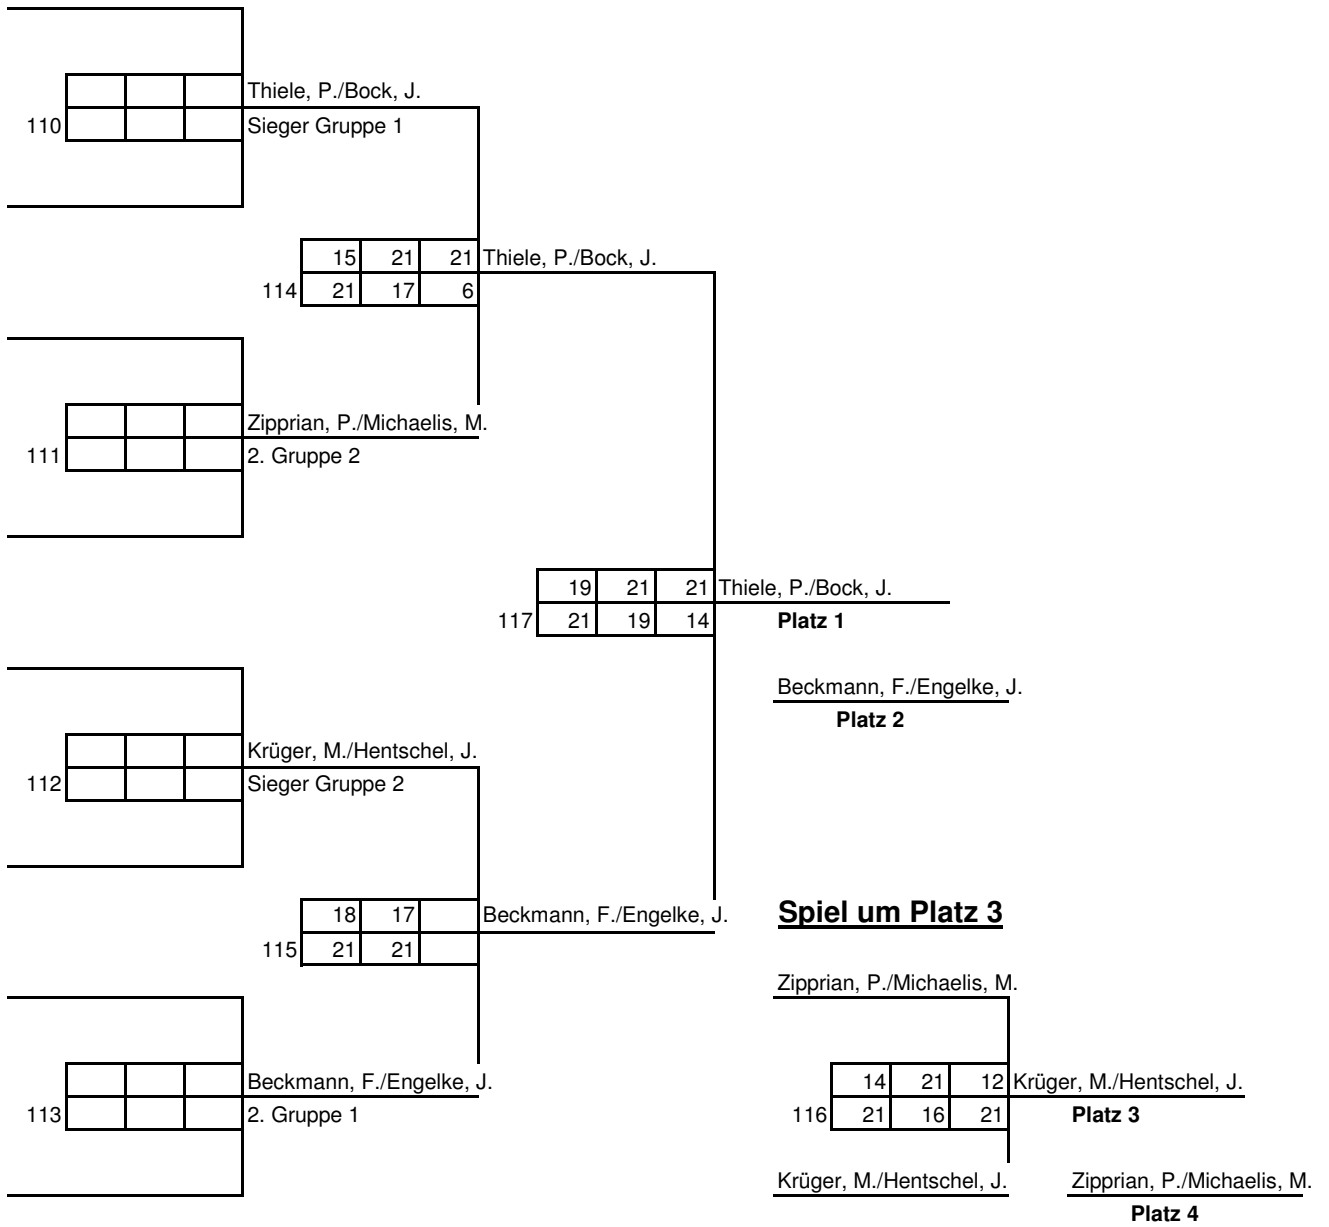 Thiele, P./Bock, J.
110 Sieger Gruppe 1
15 21 21 Thiele, P./Bock, J.
114 21 17 6
Zipprian, P./Michaelis, M.
111 2. Gruppe 2
19 21 21 Thiele, P./Bock, J.
117 21 19 14 Platz 1
Beckmann, F./Engelke, J.
Platz 2
Krüger, M./Hentschel, J.
112 Sieger Gruppe 2
18 17 Beckmann, F./Engelke, J. Spiel um Platz 3
115 21 21
Zipprian, P./Michaelis, M.
Beckmann, F./Engelke, J. 14 21 12 Krüger, M./Hentschel, J.
113 2. Gruppe 1 116 21 16 21 Platz 3
Krüger, M./Hentschel, J. Zipprian, P./Michaelis, M.
Platz 4